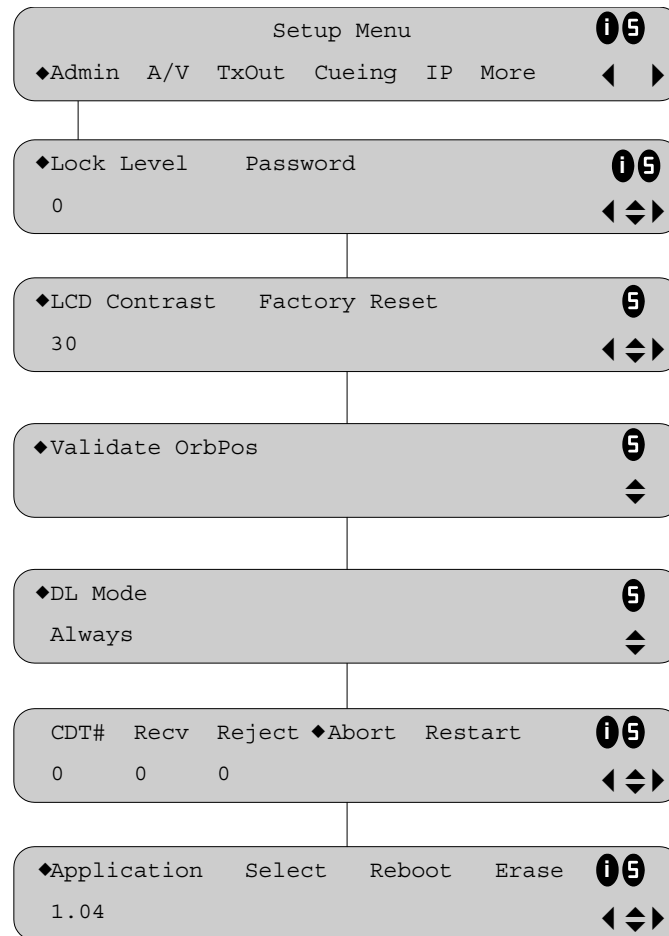 Setup Menu i S
◆Admin A/V TxOut Cueing IP More
◆Lock Level Password i S
0
◆LCD Contrast Factory Reset S
30
◆Validate OrbPos S
◆DL Mode S
Always
CDT# Recv Reject ◆Abort Restart i S
0 0 0
◆Application Select Reboot Erase i S
1.04